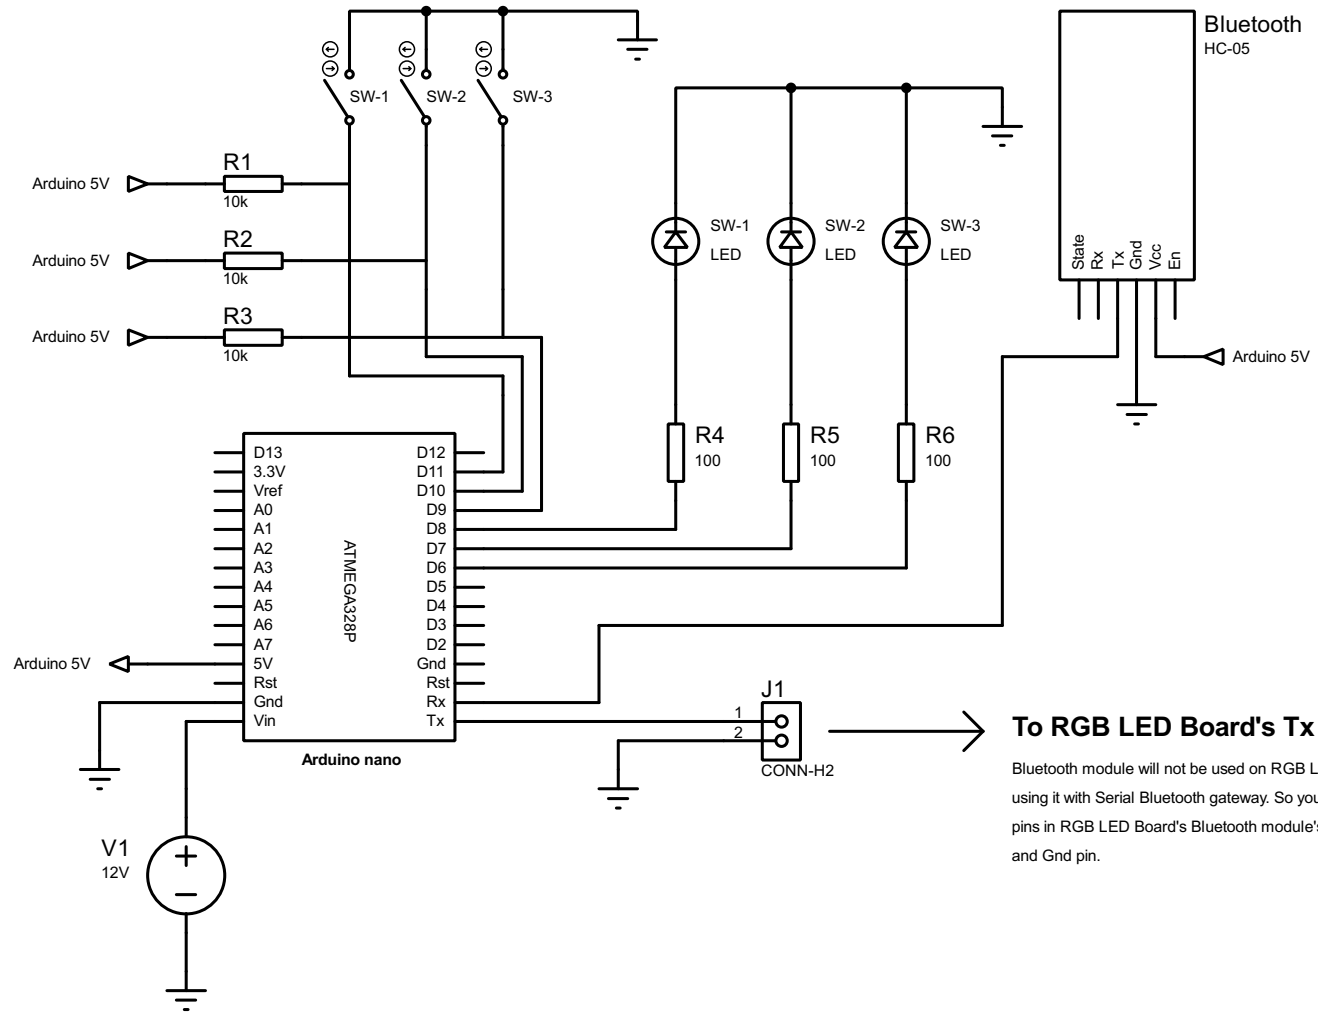 Bluetooth
HC-05
SW-1
SW-2
SW-3
R1
Arduino 5V
10k
R2
Arduino 5V
10k
R3
Arduino 5V
10k
SW-1
LED
SW-2
LED
SW-3
LED
State
Rx
Tx
Gnd
Vcc
En
Arduino 5V
R4
100
R5
100
R6
100
D13
3.3V
Vref
A0
A1
A2
A3
A4
A5
A6
A7
5V
Rst
Gnd
Vin
ATMEGA328P
D12
D11
D10
D9
D8
D7
D6
D5
D4
D3
D2
Gnd
Rst
Rx
Tx
Arduino 5V
Arduino nano
J1
1
2
CONN-H2
To RGB LED Board's Tx
Bluetooth module will not be used on RGB L
using it with Serial Bluetooth gateway. So you
pins in RGB LED Board's Bluetooth module's
and Gnd pin.
V1
12V